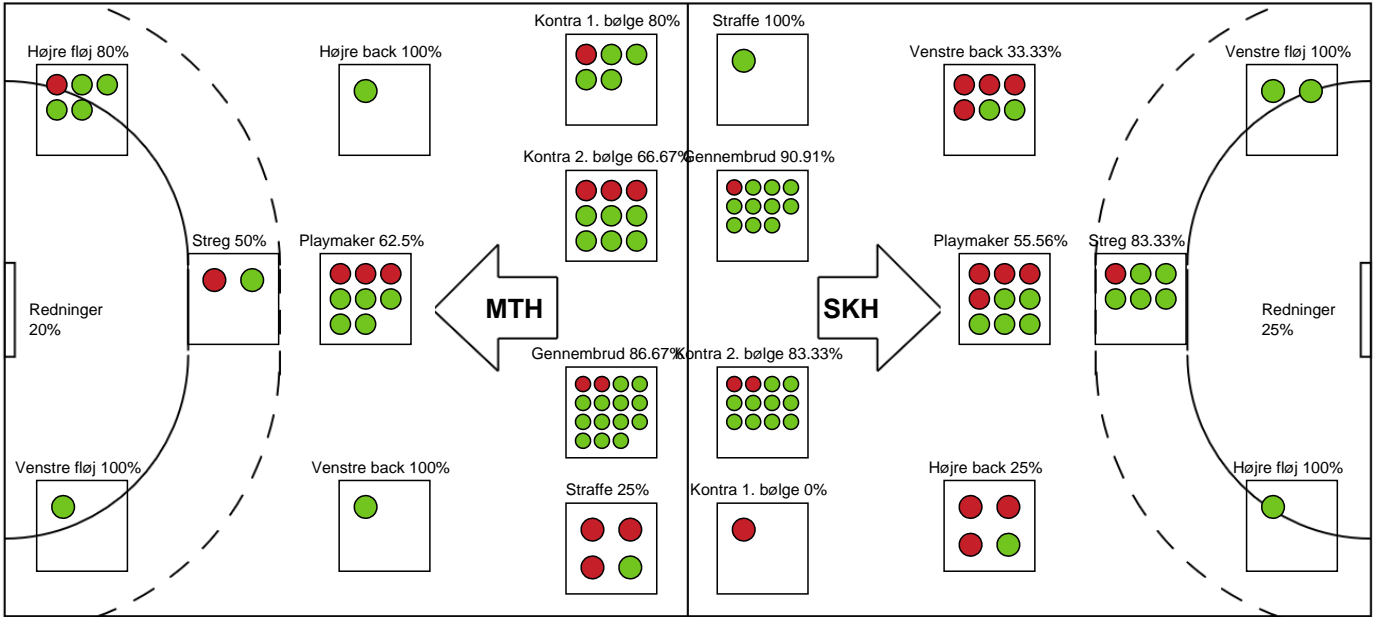 Kontra 1. bølge 80%
Straffe 100%
Højre fløj 80%
Højre back 100%
Venstre back 33.33%
Venstre fløj 100%
Kontra 2. bølge 66.67%
Gennembrud 90.91%
Streg 50%
Playmaker 62.5%
Playmaker 55.56%
Streg 83.33%
MTH
SKH
Redninger
20%
Redninger
25%
Gennembrud 86.67%
Kontra 2. bølge 83.33%
Venstre fløj 100%
Venstre back 100%
Højre back 25%
Højre fløj 100%
Straffe 25%
Kontra 1. bølge 0%